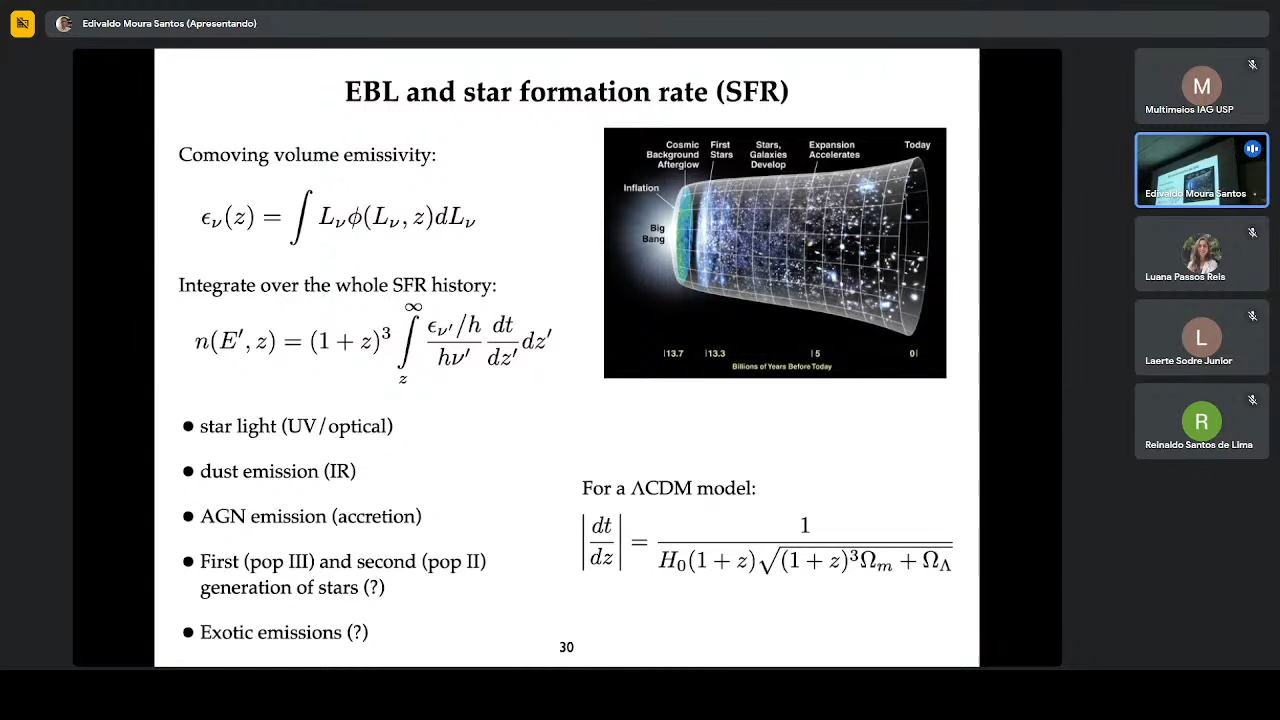 Edivaldo Moura Santos (Apresentando)
EBL and star formation rate (SFR)
Comoving volume emissivity:
ϵ_ν(z) = ∫ L_ν ϕ(L_ν, z)dL_ν
Integrate over the whole SFR history:
n(E′, z) = (1 + z)³ ∫_z^∞ (ϵ_ν′/h)/(hν′) dt/dz′ dz′
• star light (UV/optical)
• dust emission (IR)
• AGN emission (accretion)
• First (pop III) and second (pop II)
generation of stars (?)
• Exotic emissions (?)
Cosmic Background Afterglow
First Stars
Stars, Galaxies Develop
Expansion Accelerates
Today
Inflation
Big Bang
13.7 13.3 5 0
Billions of Years Before Today
For a ΛCDM model:
|dt/dz| = 1/(H₀(1 + z)√((1 + z)³Ω_m + Ω_Λ))
30
M
Multimeios IAG USP
Edivaldo Moura Santos
Luana Passos Reis
L
Laerte Sodre Junior
R
Reinaldo Santos de Lima